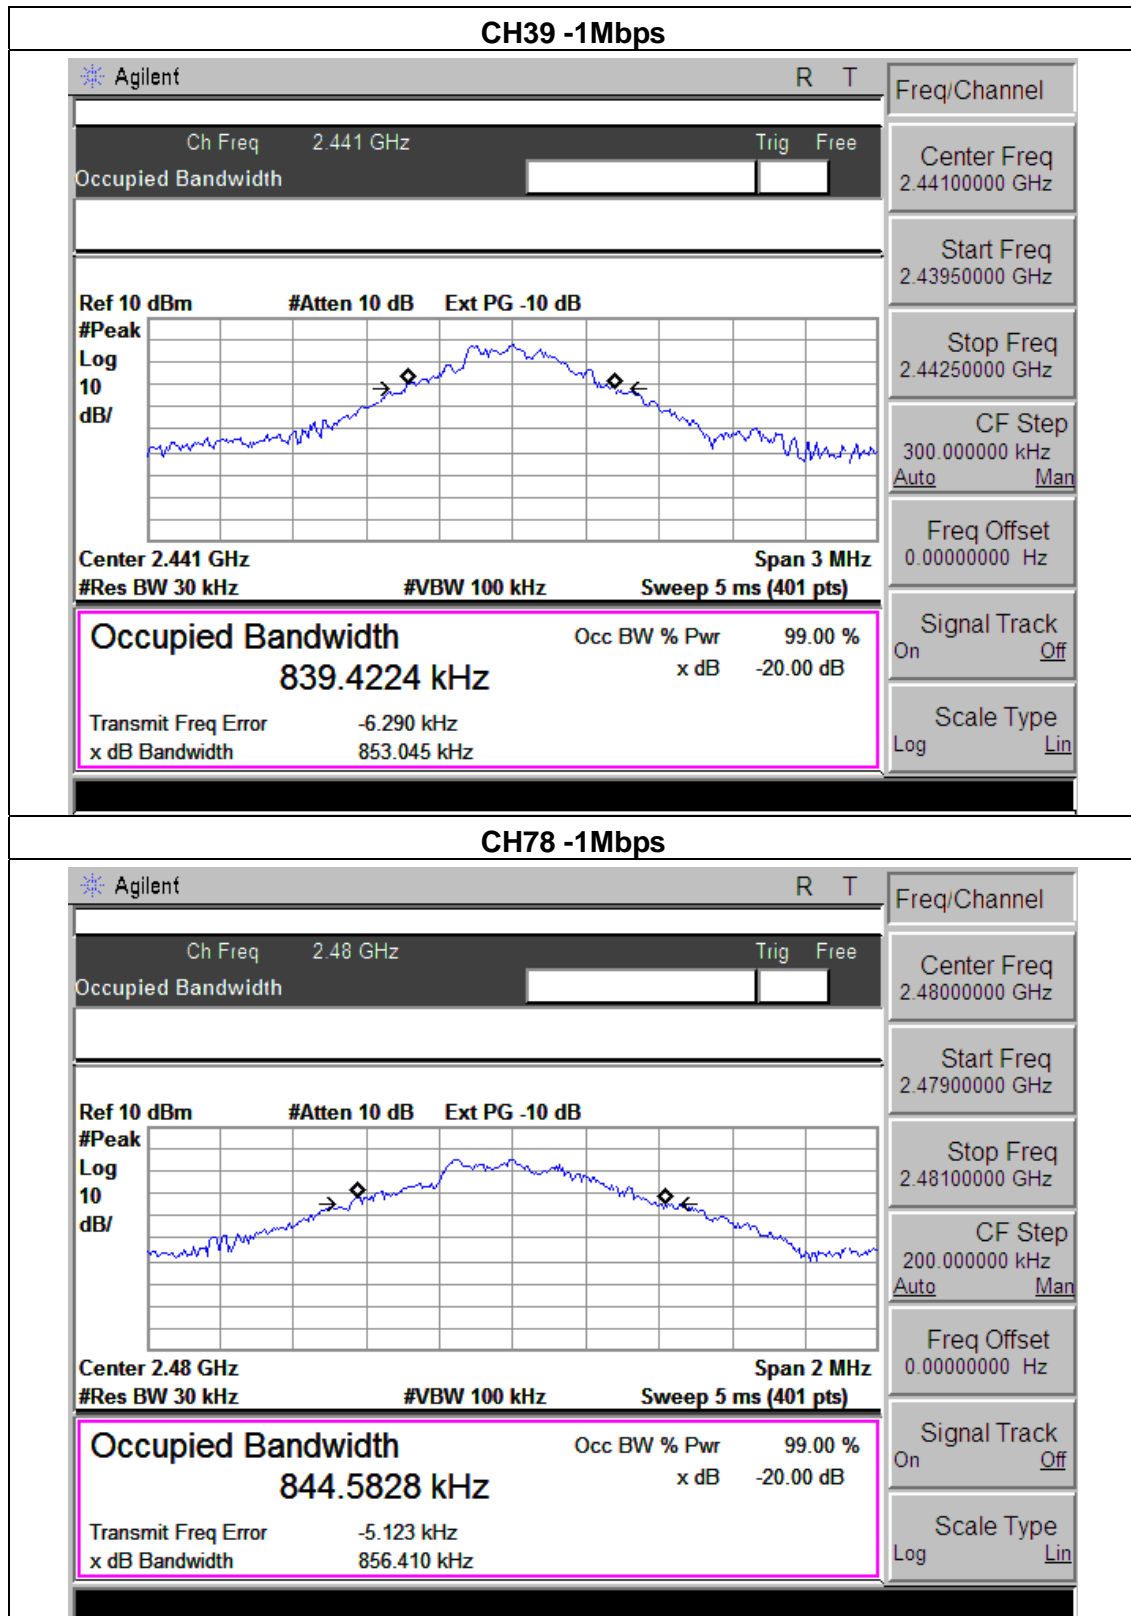 CH39 -1Mbps
Agilent R T
Freq/Channel
Ch Freq 2.441 GHz Trig Free
Occupied Bandwidth
Center Freq
2.44100000 GHz
Start Freq
2.43950000 GHz
Stop Freq
2.44250000 GHz
CF Step
300.000000 kHz
Auto Man
Freq Offset
0.00000000 Hz
Signal Track
On Off
Scale Type
Log Lin
Ref 10 dBm #Atten 10 dB Ext PG -10 dB
#Peak
Log
10
dB/
Center 2.441 GHz Span 3 MHz
#Res BW 30 kHz #VBW 100 kHz Sweep 5 ms (401 pts)
Occupied Bandwidth Occ BW % Pwr 99.00 %
839.4224 kHz x dB -20.00 dB
Transmit Freq Error -6.290 kHz
x dB Bandwidth 853.045 kHz
CH78 -1Mbps
Agilent R T
Freq/Channel
Ch Freq 2.48 GHz Trig Free
Occupied Bandwidth
Center Freq
2.48000000 GHz
Start Freq
2.47900000 GHz
Stop Freq
2.48100000 GHz
CF Step
200.000000 kHz
Auto Man
Freq Offset
0.00000000 Hz
Signal Track
On Off
Scale Type
Log Lin
Ref 10 dBm #Atten 10 dB Ext PG -10 dB
#Peak
Log
10
dB/
Center 2.48 GHz Span 2 MHz
#Res BW 30 kHz #VBW 100 kHz Sweep 5 ms (401 pts)
Occupied Bandwidth Occ BW % Pwr 99.00 %
844.5828 kHz x dB -20.00 dB
Transmit Freq Error -5.123 kHz
x dB Bandwidth 856.410 kHz